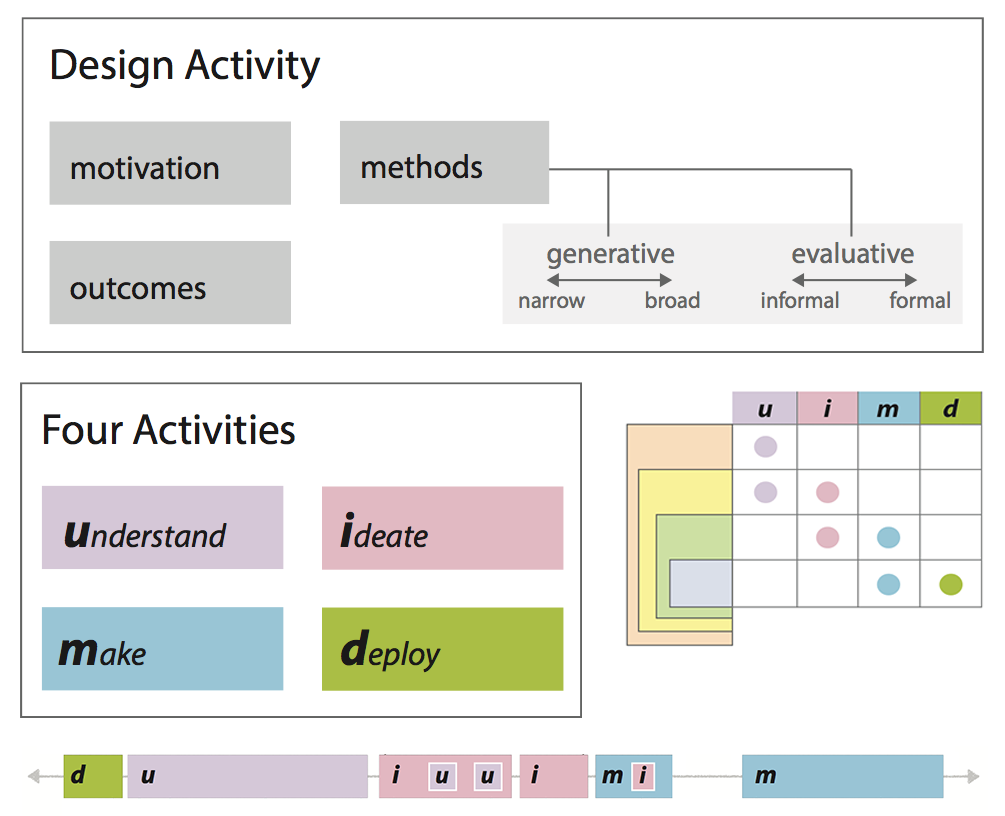 Design Activity
motivation
methods
outcomes
generative
evaluative
narrow
broad
informal
formal
Four Activities
understand
ideate
make
deploy
u i m d
d u i u u i m i m